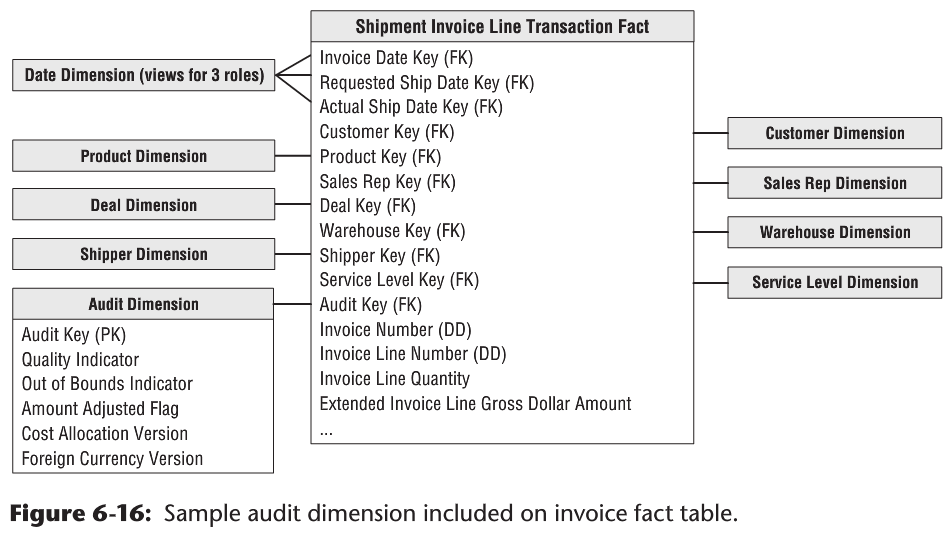 Shipment Invoice Line Transaction Fact
Invoice Date Key (FK)
Requested Ship Date Key (FK)
Actual Ship Date Key (FK)
Customer Key (FK)
Product Key (FK)
Sales Rep Key (FK)
Deal Key (FK)
Warehouse Key (FK)
Shipper Key (FK)
Service Level Key (FK)
Audit Key (FK)
Invoice Number (DD)
Invoice Line Number (DD)
Invoice Line Quantity
Extended Invoice Line Gross Dollar Amount
...
Date Dimension (views for 3 roles)
Product Dimension
Deal Dimension
Shipper Dimension
Audit Dimension
Audit Key (PK)
Quality Indicator
Out of Bounds Indicator
Amount Adjusted Flag
Cost Allocation Version
Foreign Currency Version
Customer Dimension
Sales Rep Dimension
Warehouse Dimension
Service Level Dimension
Figure 6-16: Sample audit dimension included on invoice fact table.